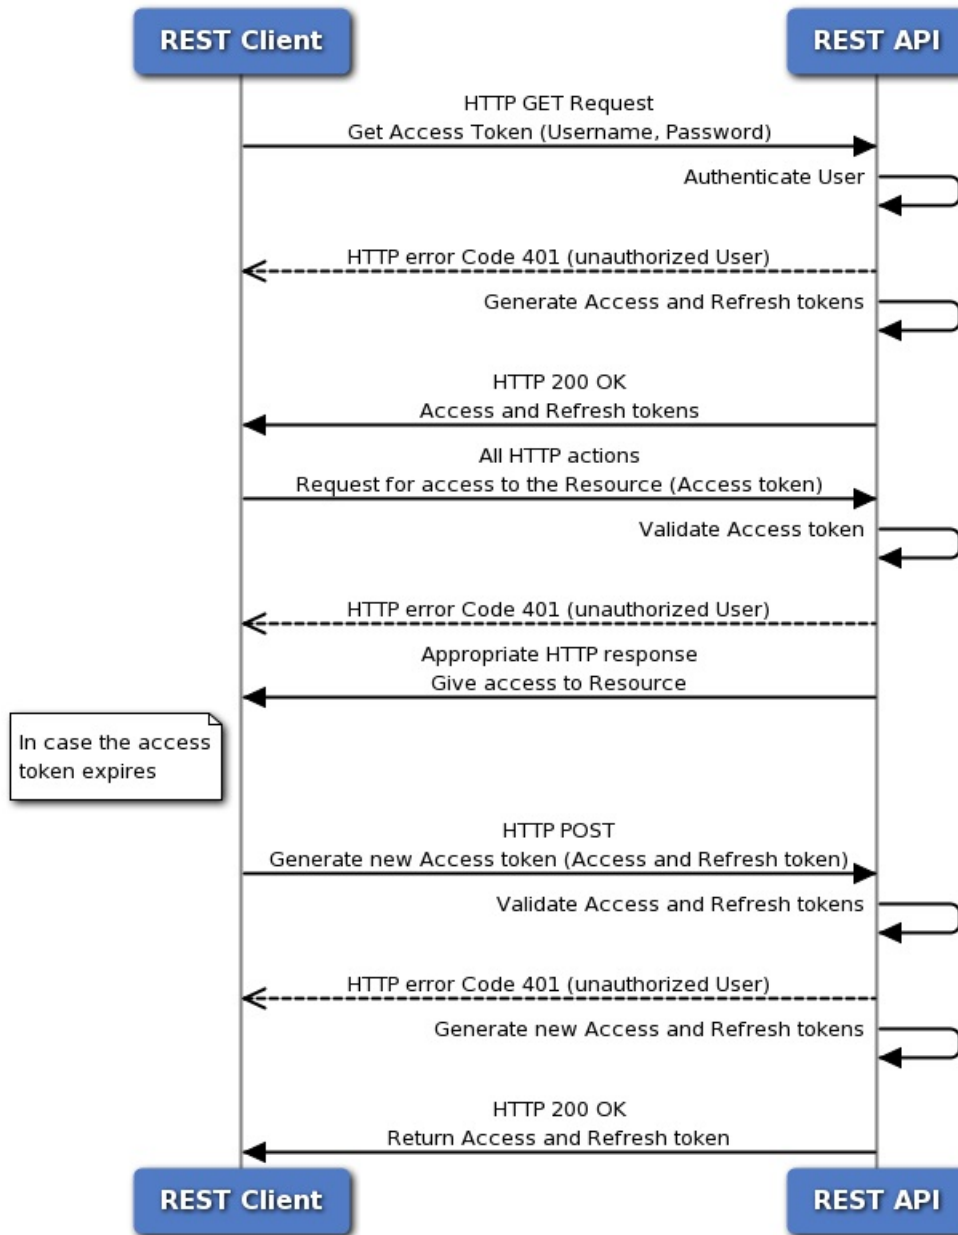 REST Client
REST API
HTTP GET Request
Get Access Token (Username, Password)
Authenticate User
HTTP error Code 401 (unauthorized User)
Generate Access and Refresh tokens
HTTP 200 OK
Access and Refresh tokens
All HTTP actions
Request for access to the Resource (Access token)
Validate Access token
HTTP error Code 401 (unauthorized User)
Appropriate HTTP response
Give access to Resource
In case the access
token expires
HTTP POST
Generate new Access token (Access and Refresh token)
Validate Access and Refresh tokens
HTTP error Code 401 (unauthorized User)
Generate new Access and Refresh tokens
HTTP 200 OK
Return Access and Refresh token
REST Client
REST API